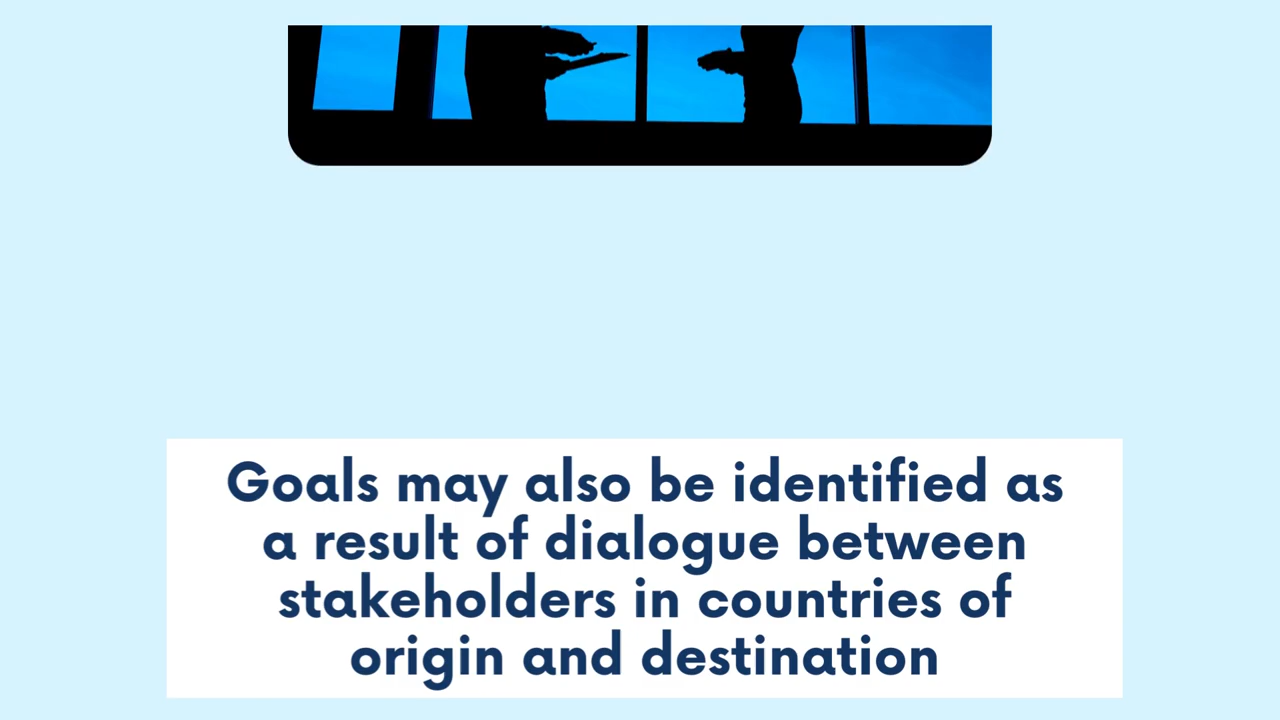 Goals may also be identified as
a result of dialogue between
stakeholders in countries of
origin and destination